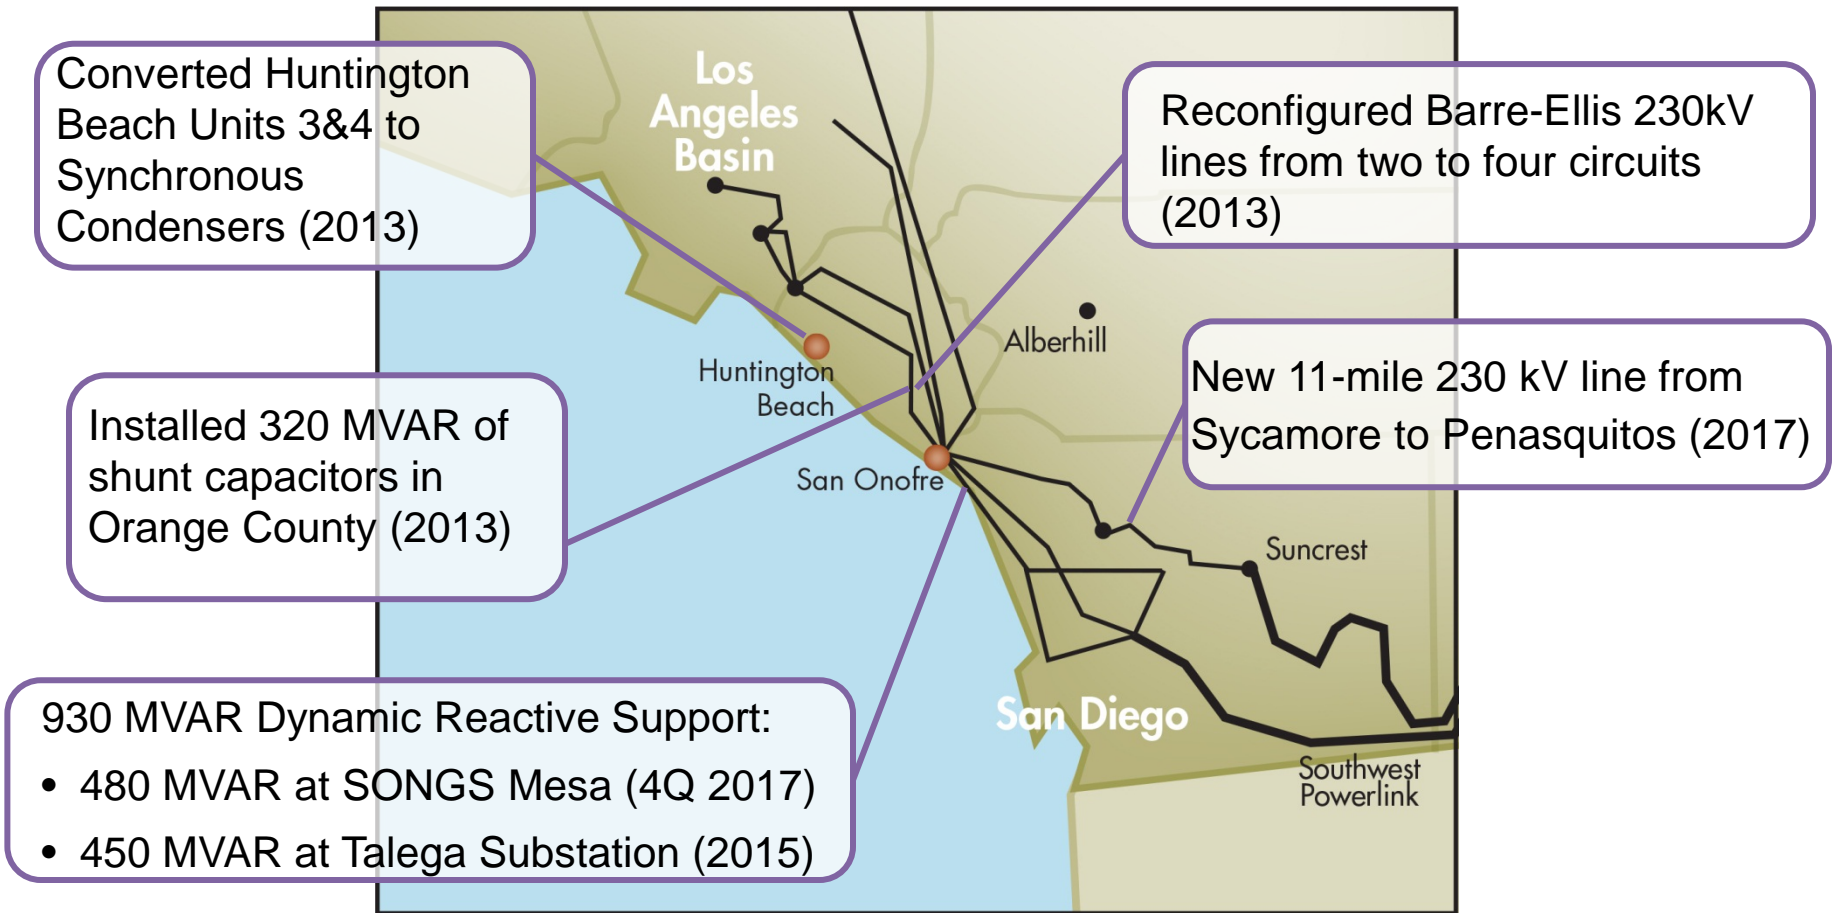 Converted Huntington
Beach Units 3&4 to
Synchronous
Condensers (2013)
Los
Angeles
Basin
Reconfigured Barre-Ellis 230kV
lines from two to four circuits
(2013)
Alberhill
Huntington
Beach
New 11-mile 230 kV line from
Sycamore to Penasquitos (2017)
Installed 320 MVAR of
shunt capacitors in
Orange County (2013)
San Onofre
Suncrest
930 MVAR Dynamic Reactive Support:
• 480 MVAR at SONGS Mesa (4Q 2017)
• 450 MVAR at Talega Substation (2015)
San Diego
Southwest
Powerlink